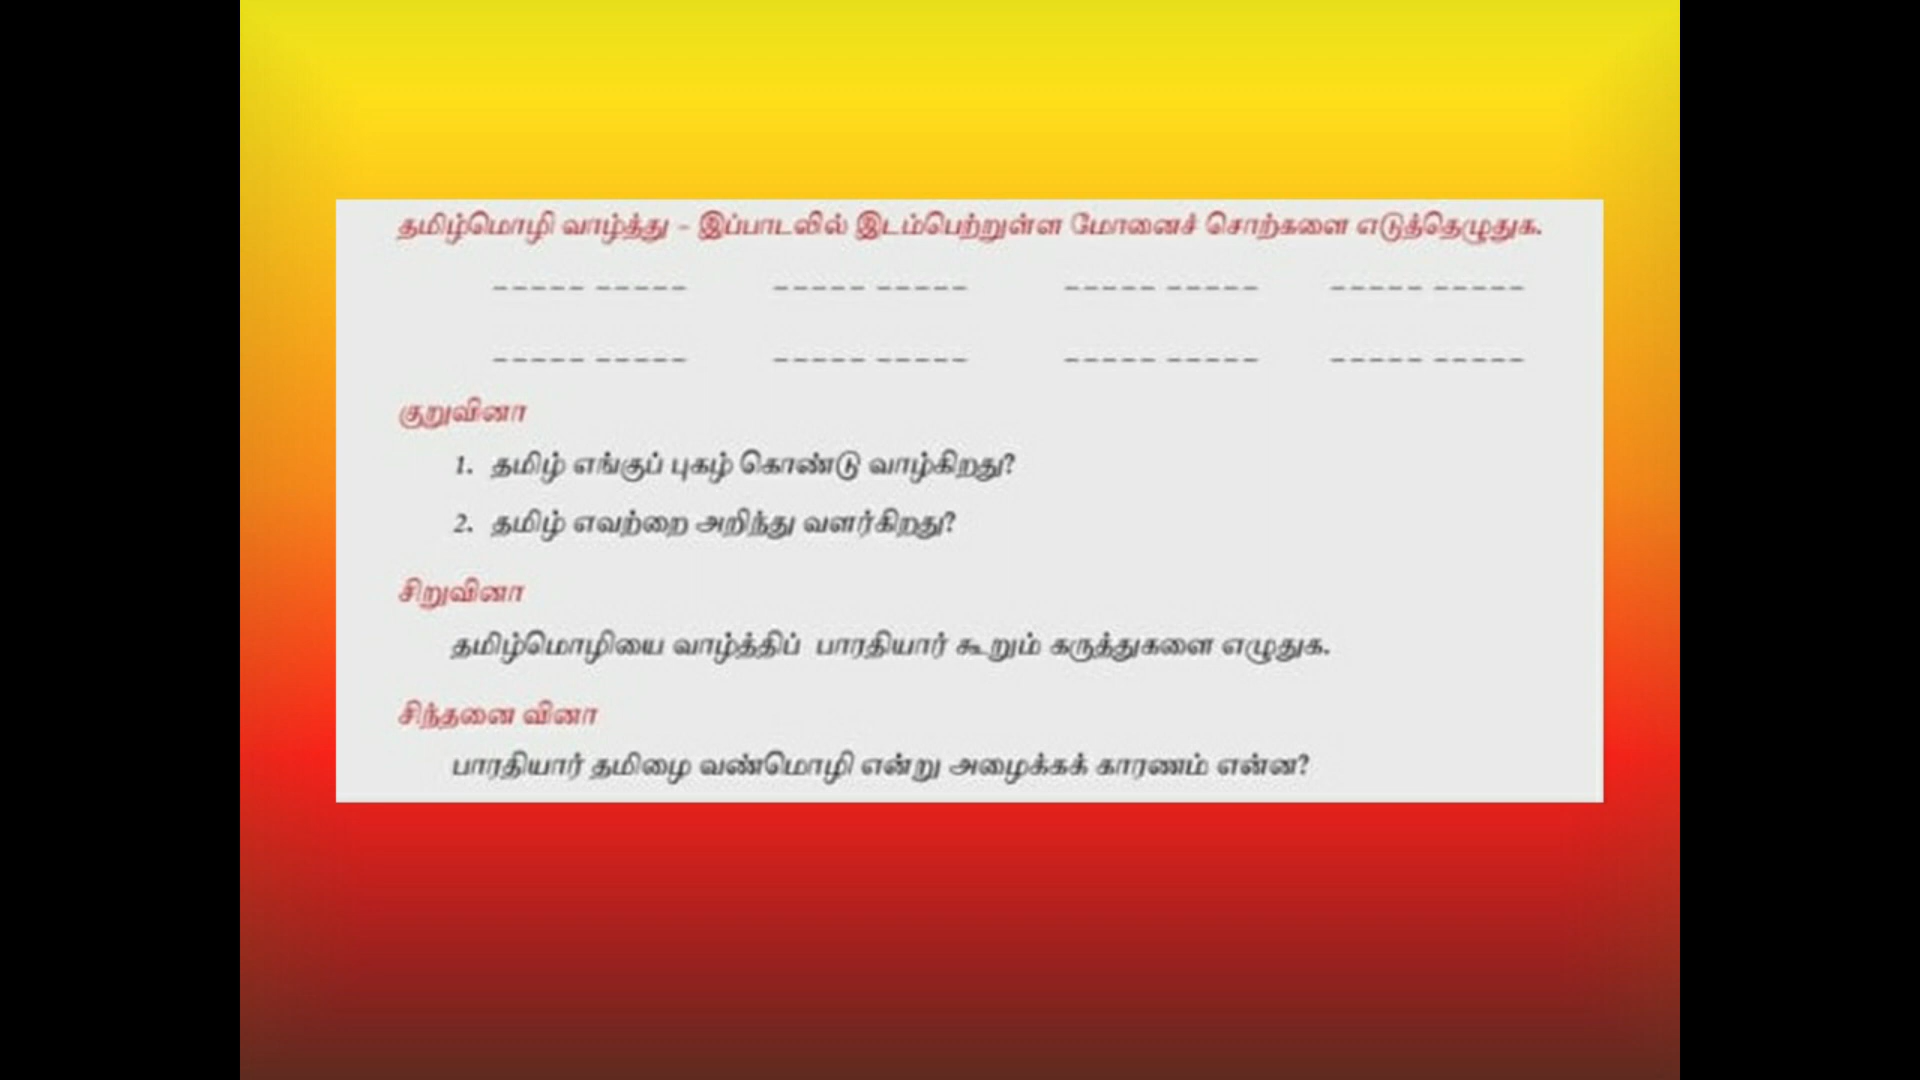 தமிழ்மொழி வாழ்த்து – இப்பாடலில் இடம்பெற்றுள்ள மோனைச் சொற்களை எடுத்தெழுதுக.
----- ----- ----- ----- ----- ----- ----- -----
----- ----- ----- ----- ----- ----- ----- -----
குறுவினா
1. தமிழ் எங்குப் புகழ் கொண்டு வாழ்கிறது?
2. தமிழ் எவற்றை அறிந்து வளர்கிறது?
சிறுவினா
தமிழ்மொழியை வாழ்த்திப் பாரதியார் கூறும் கருத்துகளை எழுதுக.
சிந்தனை வினா
பாரதியார் தமிழை வண்மொழி என்று அழைக்கக் காரணம் என்ன?